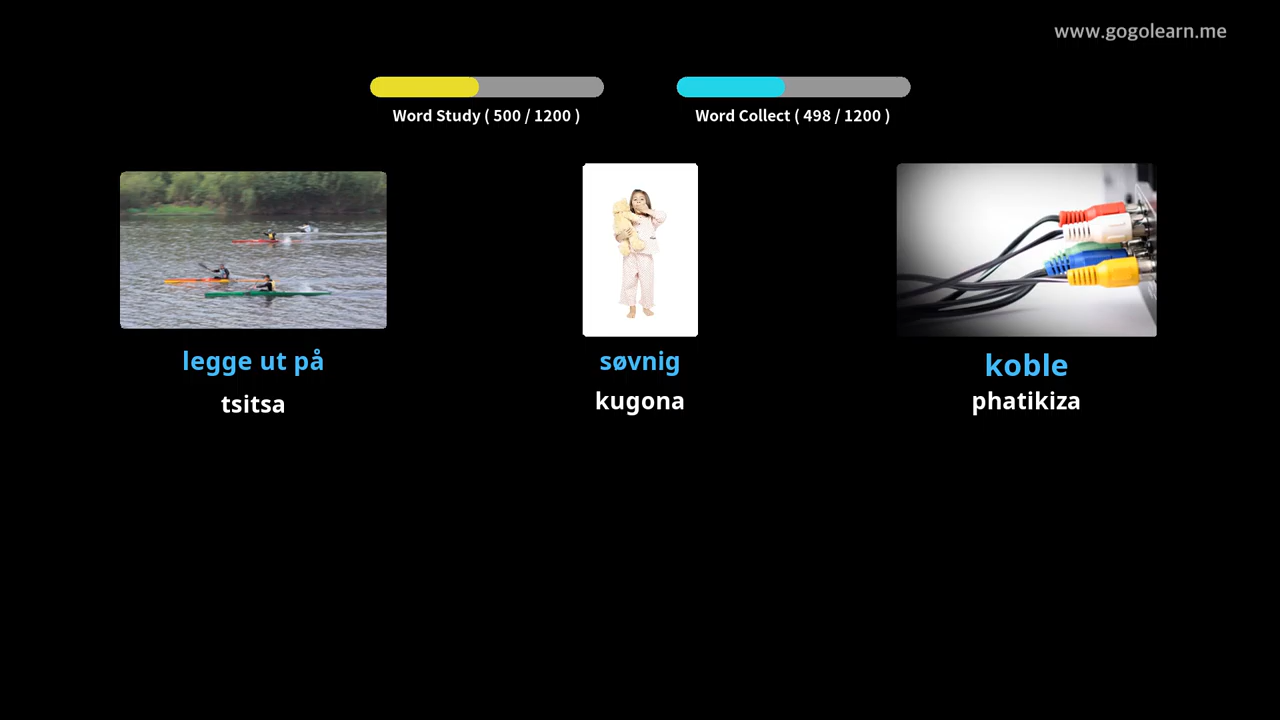 www.gogolearn.me
Word Study ( 500 / 1200 )
Word Collect ( 498 / 1200 )
legge ut på
søvnig
koble
tsitsa
kugona
phatikiza